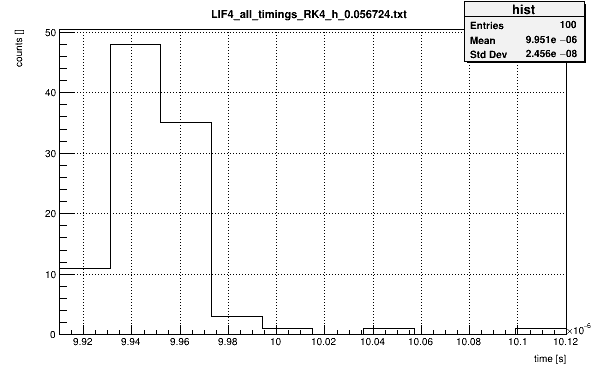 LIF4_all_timings_RK4_h_0.056724.txt
hist
Entries 100
Mean 9.951e −06
Std Dev 2.456e −08
counts []
50
40
30
20
10
0
9.92 9.94 9.96 9.98 10 10.02 10.04 10.06 10.08 10.1 10.12
×10⁻⁶
time [s]